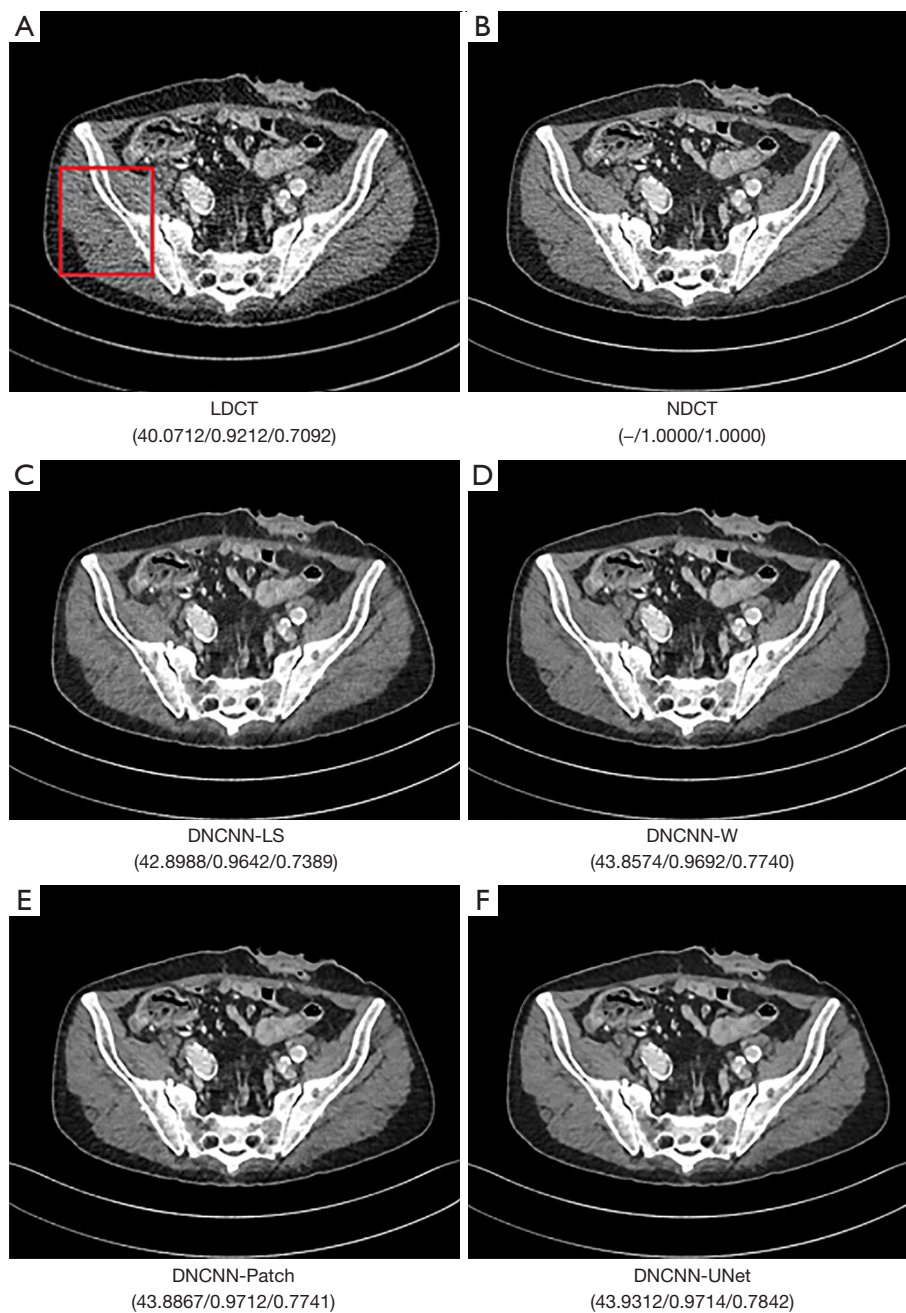 A
B
LDCT
(40.0712/0.9212/0.7092)
NDCT
(–/1.0000/1.0000)
C
D
DNCNN-LS
(42.8988/0.9642/0.7389)
DNCNN-W
(43.8574/0.9692/0.7740)
E
F
DNCNN-Patch
(43.8867/0.9712/0.7741)
DNCNN-UNet
(43.9312/0.9714/0.7842)